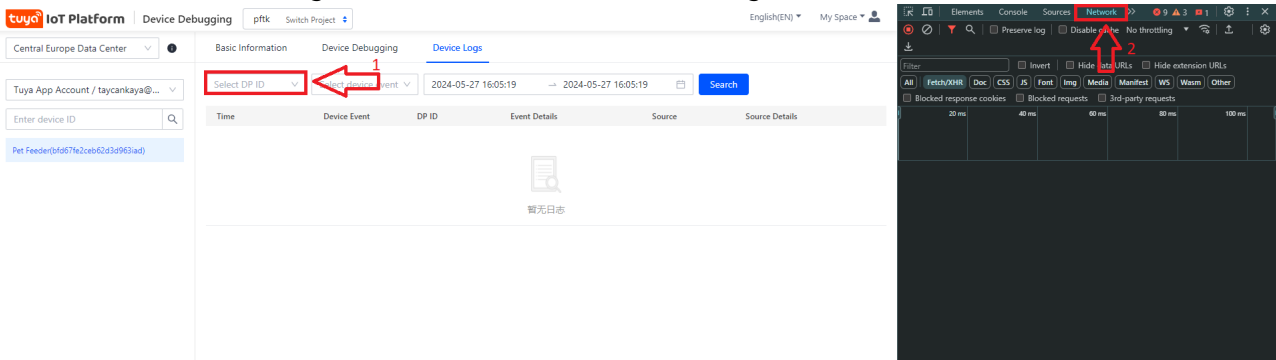 tuya IoT Platform Device Debugging pftk Switch Project English(EN) My Space
Central Europe Data Center
Tuya App Account / taycankaya@...
Enter device ID
Pet Feeder(bfd67fe2ceb62d3d963iad)
Basic Information Device Debugging Device Logs
1
Select DP ID Select device event 2024-05-27 16:05:19 → 2024-05-27 16:05:19 Search
Time Device Event DP ID Event Details Source Source Details
暂无日志
Elements Console Sources Network 9 3 1
Preserve log Disable cache No throttling
2
Filter Invert Hide data URLs Hide extension URLs
All Fetch/XHR Doc CSS JS Font Img Media Manifest WS Wasm Other
Blocked response cookies Blocked requests 3rd-party requests
20 ms 40 ms 60 ms 80 ms 100 ms